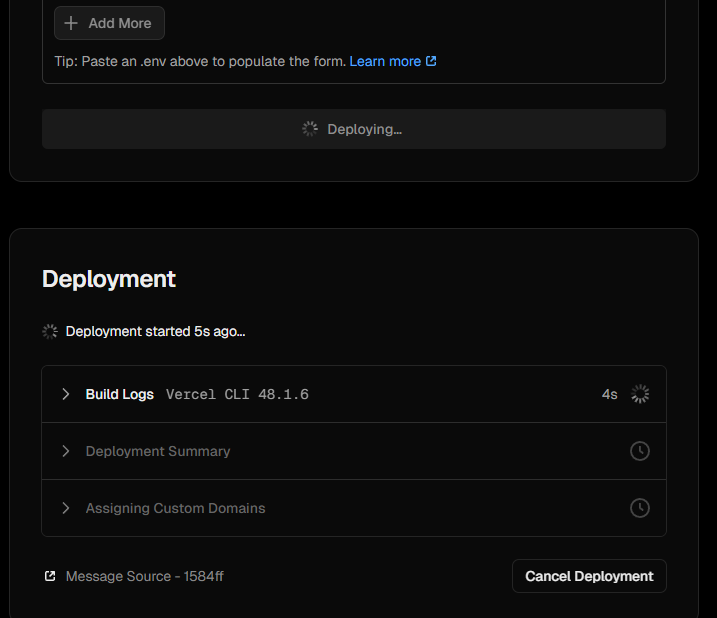 Add More
Tip: Paste an .env above to populate the form. Learn more
Deploying...
Deployment
Deployment started 5s ago...
Build Logs Vercel CLI 48.1.6 4s
Deployment Summary
Assigning Custom Domains
Message Source - 1584ff Cancel Deployment